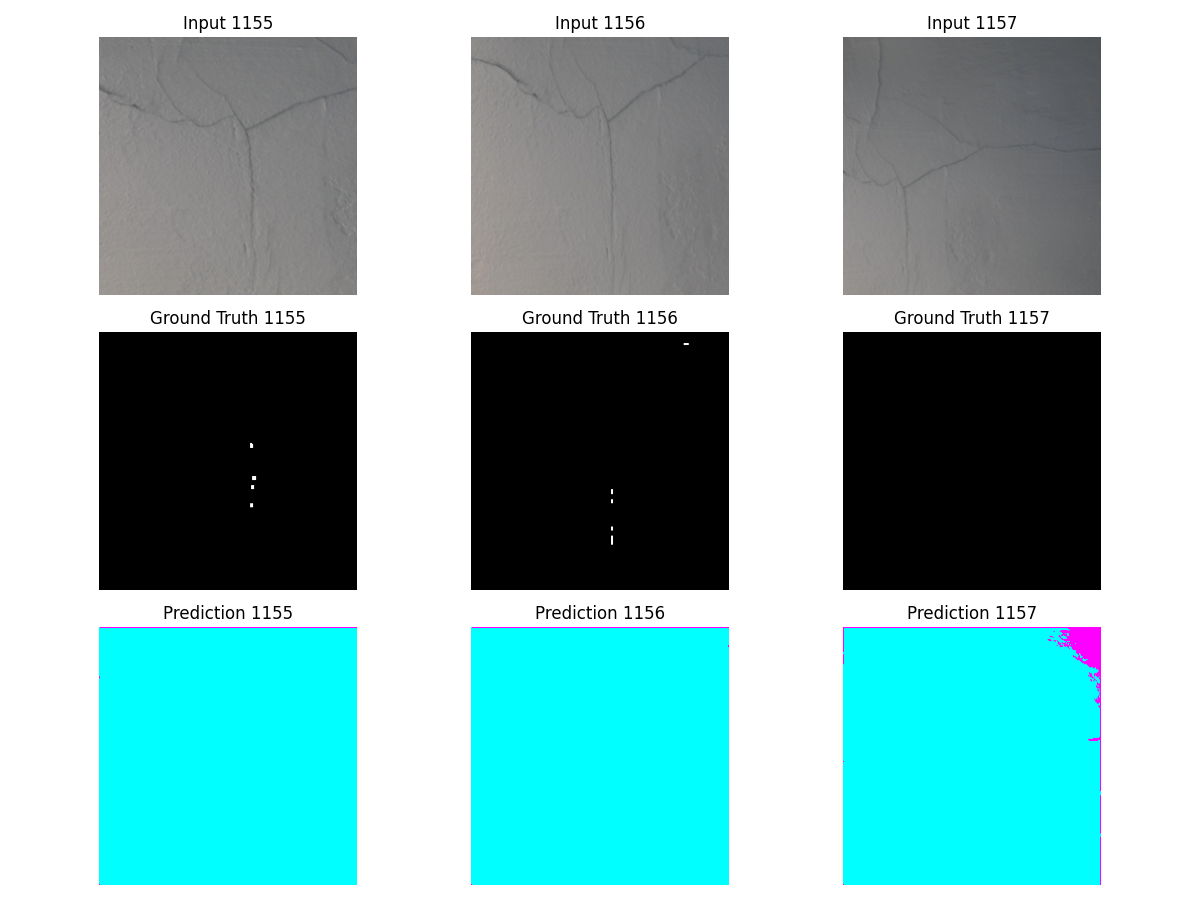 Input 1155
Input 1156
Input 1157
Ground Truth 1155
Ground Truth 1156
Ground Truth 1157
Prediction 1155
Prediction 1156
Prediction 1157